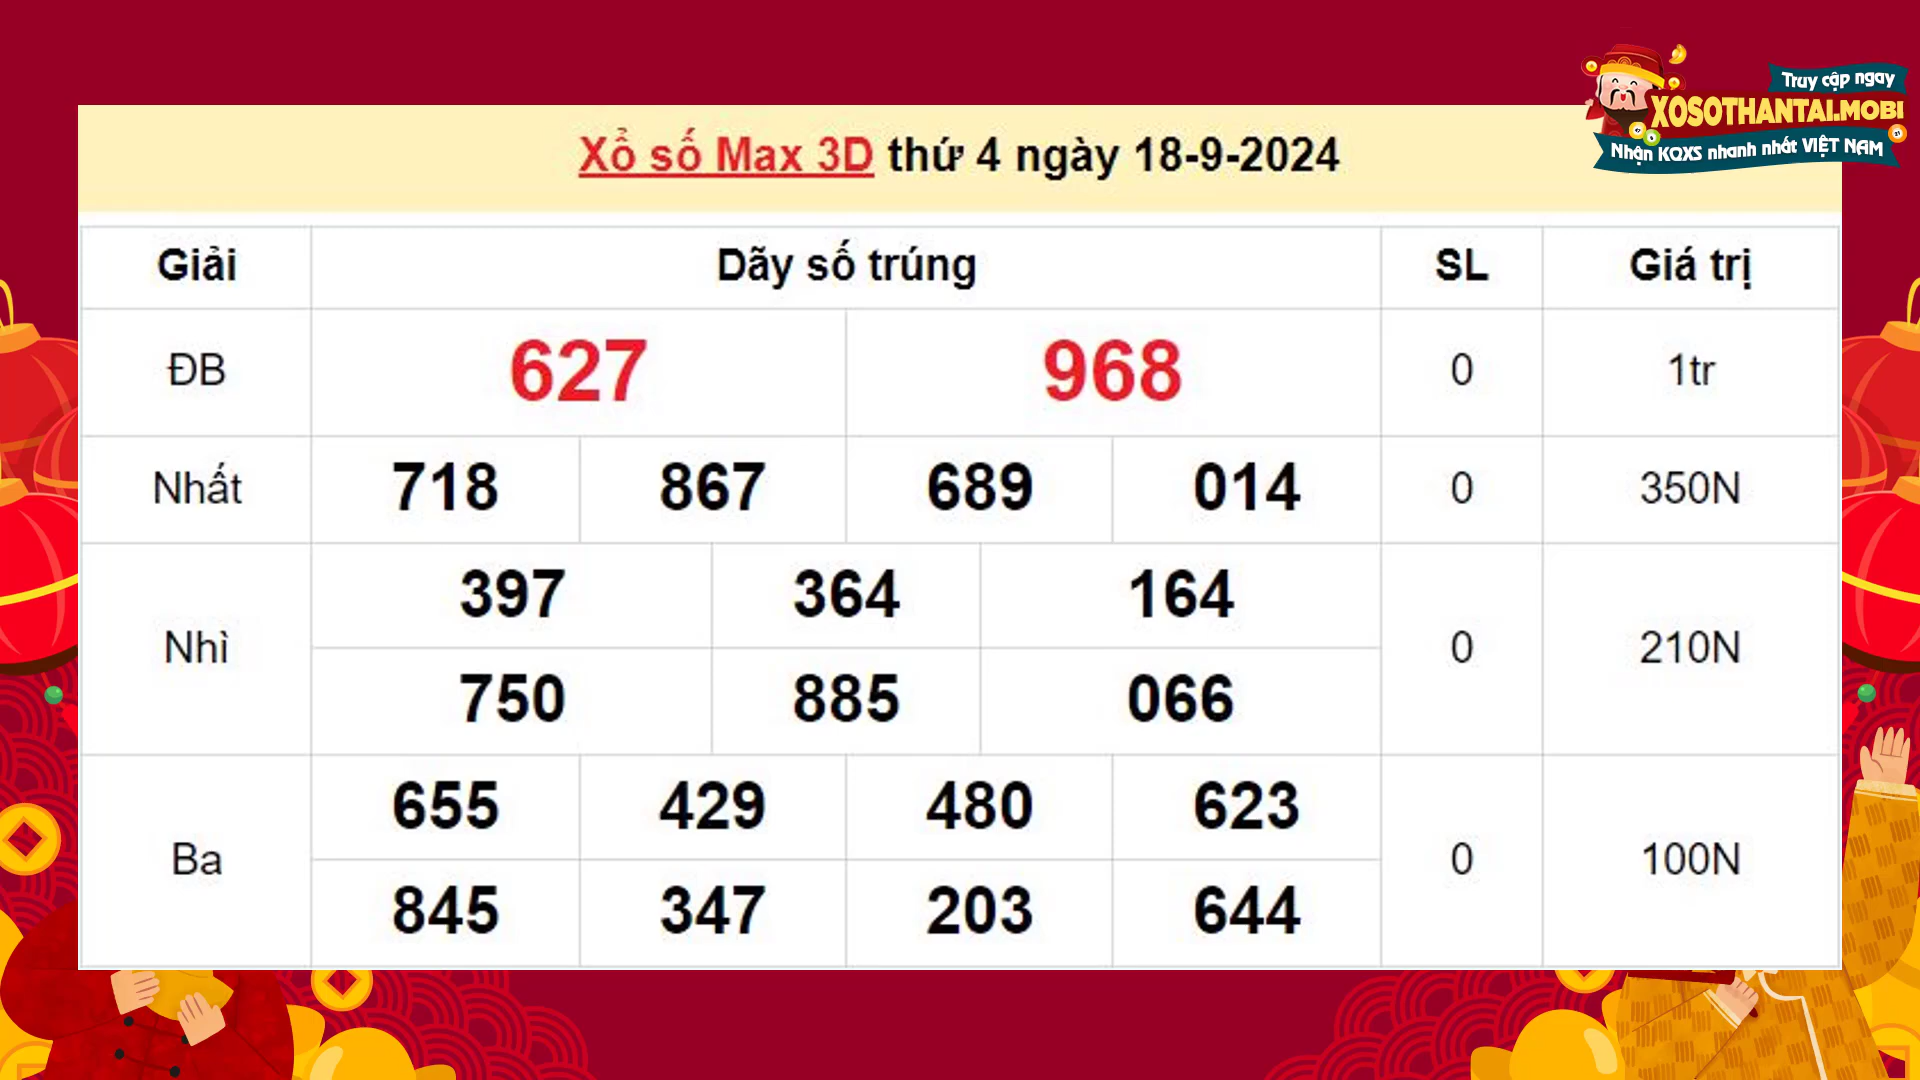 Truy cập ngay
XOSOTHANTAI.MOBI
Nhận KQXS nhanh nhất VIỆT NAM
Xổ số Max 3D thứ 4 ngày 18-9-2024
Giải Dãy số trúng SL Giá trị
ĐB 627 968 0 1tr
Nhất 718 867 689 014 0 350N
397 364 164
Nhì 0 210N
750 885 066
655 429 480 623
Ba 0 100N
845 347 203 644